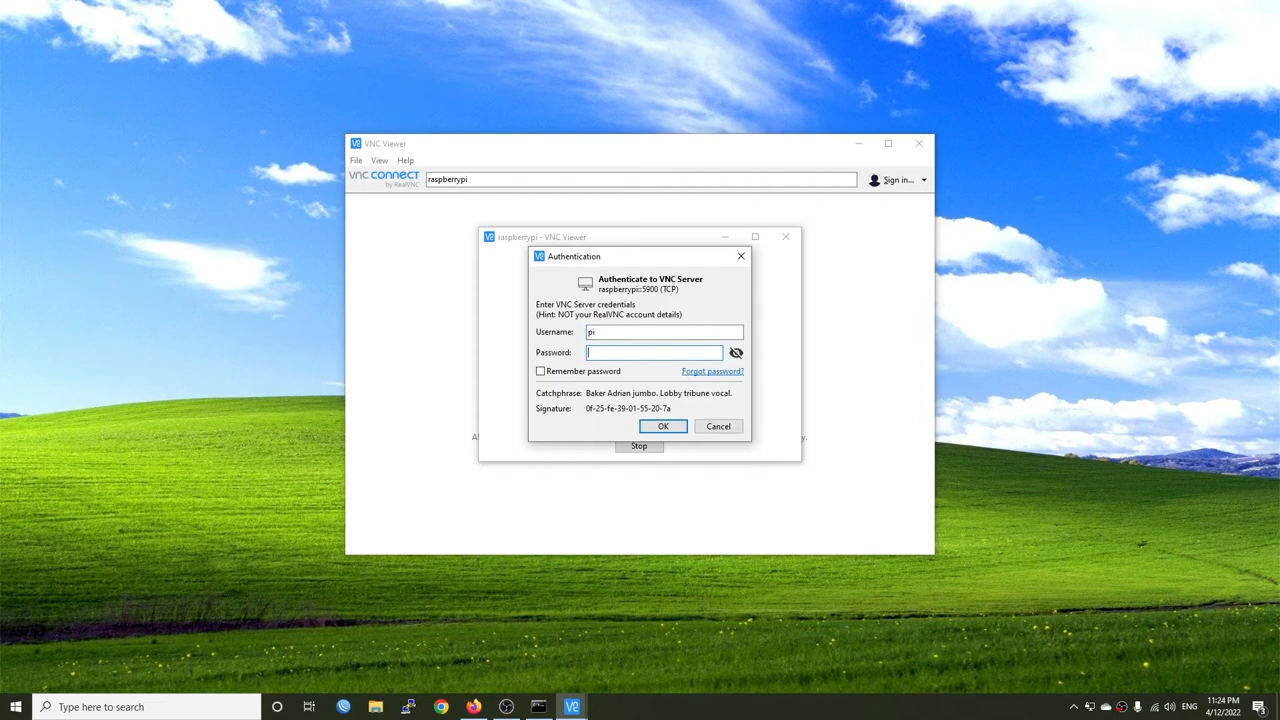 VNC Viewer
File View Help
vnc connect
by RealVNC
raspberrypi
Sign in...
raspberrypi - VNC Viewer
Authentication
Authenticate to VNC Server
raspberrypi::5900 (TCP)
Enter VNC Server credentials
(Hint: NOT your RealVNC account details)
Username: pi
Password:
Remember password
Forgot password?
Catchphrase: Baker Adrian jumbo. Lobby tribune vocal.
Signature: 0f-25-fe-39-01-55-20-7a
OK
Cancel
Stop
Type here to search
ENG
11:24 PM
4/12/2022
3